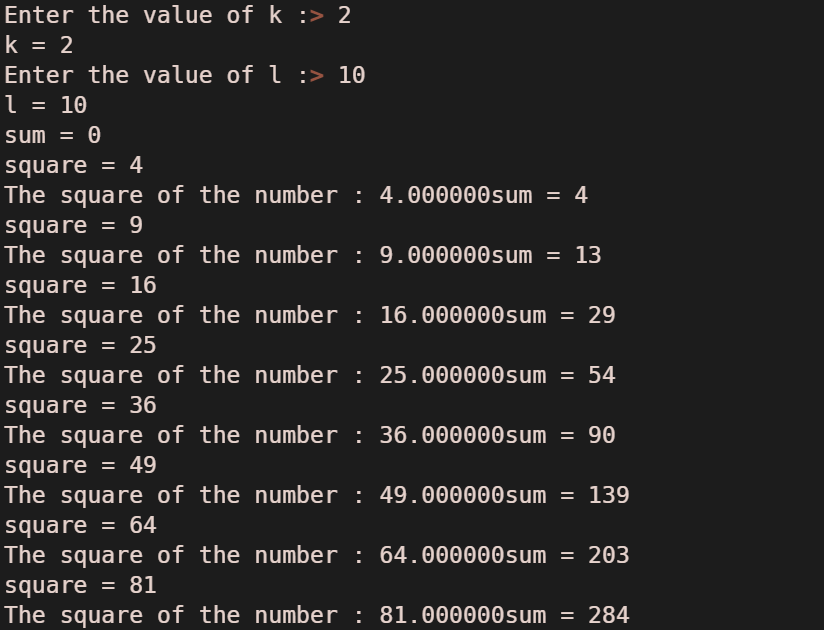 Enter the value of k :> 2
k = 2
Enter the value of l :> 10
l = 10
sum = 0
square = 4
The square of the number : 4.000000sum = 4
square = 9
The square of the number : 9.000000sum = 13
square = 16
The square of the number : 16.000000sum = 29
square = 25
The square of the number : 25.000000sum = 54
square = 36
The square of the number : 36.000000sum = 90
square = 49
The square of the number : 49.000000sum = 139
square = 64
The square of the number : 64.000000sum = 203
square = 81
The square of the number : 81.000000sum = 284